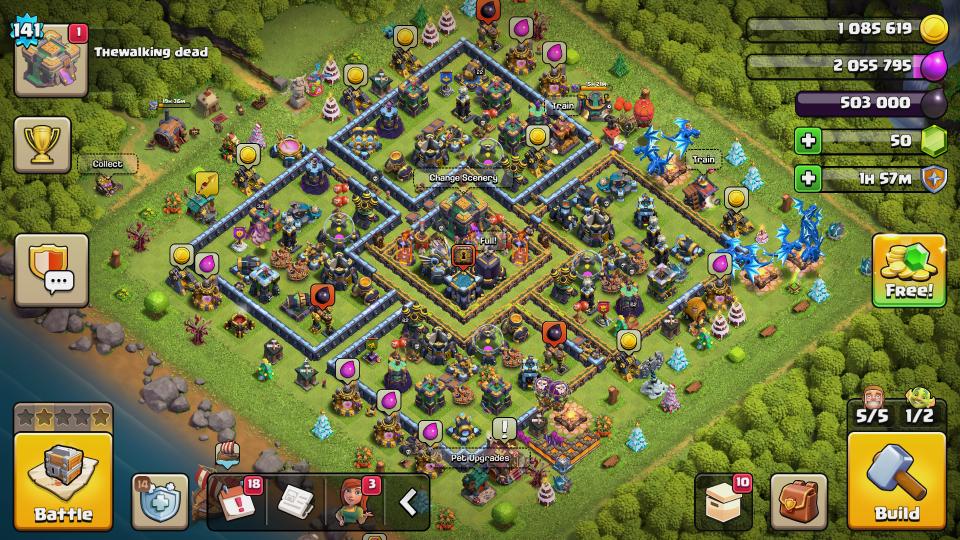 141
1
Thewalking dead
1 085 619
2 055 795
503 000
50
1H 57M
Collect
Train
Train
Change Scenery
Full!
Free!
5/5
1/2
Pet Upgrades
!
Battle
14
18
3
10
Build